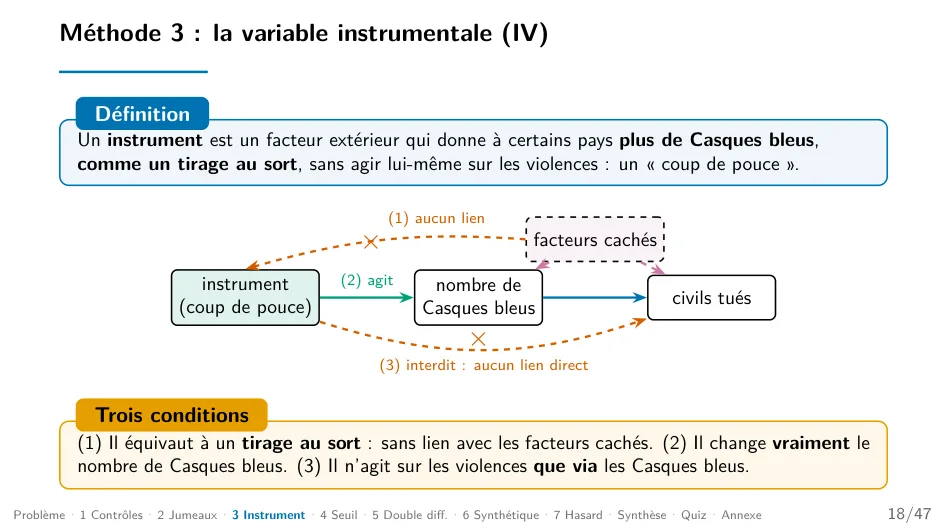 Méthode 3 : la variable instrumentale (IV)
Définition
Un instrument est un facteur extérieur qui donne à certains pays plus de Casques bleus,
comme un tirage au sort, sans agir lui-même sur les violences : un « coup de pouce ».
(1) aucun lien
facteurs cachés
instrument
(coup de pouce)
(2) agit
nombre de
Casques bleus
civils tués
(3) interdit : aucun lien direct
Trois conditions
(1) Il équivaut à un tirage au sort : sans lien avec les facteurs cachés. (2) Il change vraiment le
nombre de Casques bleus. (3) Il n'agit sur les violences que via les Casques bleus.
Problème · 1 Contrôles · 2 Jumeaux · 3 Instrument · 4 Seuil · 5 Double diff. · 6 Synthétique · 7 Hasard · Synthèse · Quiz · Annexe
18/47